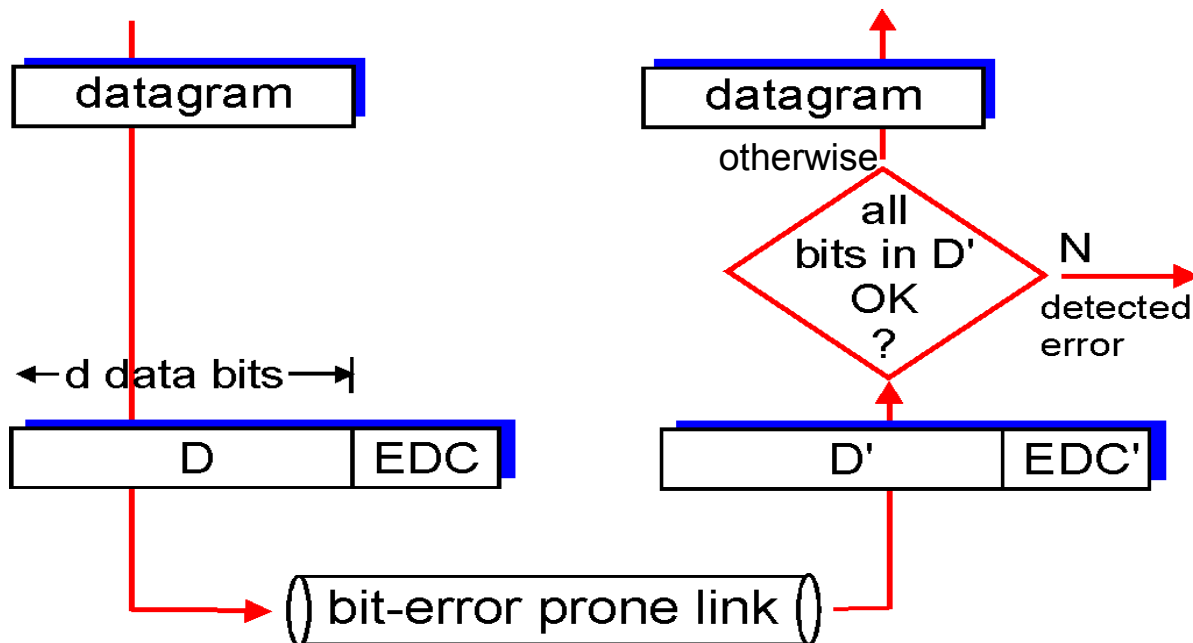 datagram
d data bits
D
EDC
bit-error prone link
datagram
otherwise
all
bits in D'
OK
?
N
detected
error
D'
EDC'